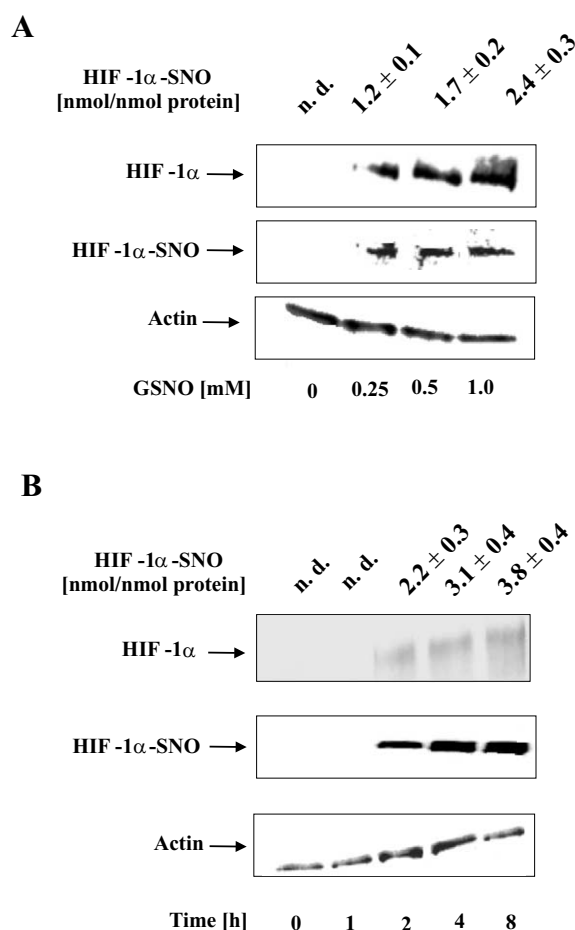 A
HIF -1α-SNO
[nmol/nmol protein]
n. d. 1.2 ± 0.1 1.7 ± 0.2 2.4 ± 0.3
HIF -1α
HIF -1α-SNO
Actin
GSNO [mM] 0 0.25 0.5 1.0
B
HIF -1α-SNO
[nmol/nmol protein]
n. d. n. d. 2.2 ± 0.3 3.1 ± 0.4 3.8 ± 0.4
HIF -1α
HIF -1α-SNO
Actin
Time [h] 0 1 2 4 8